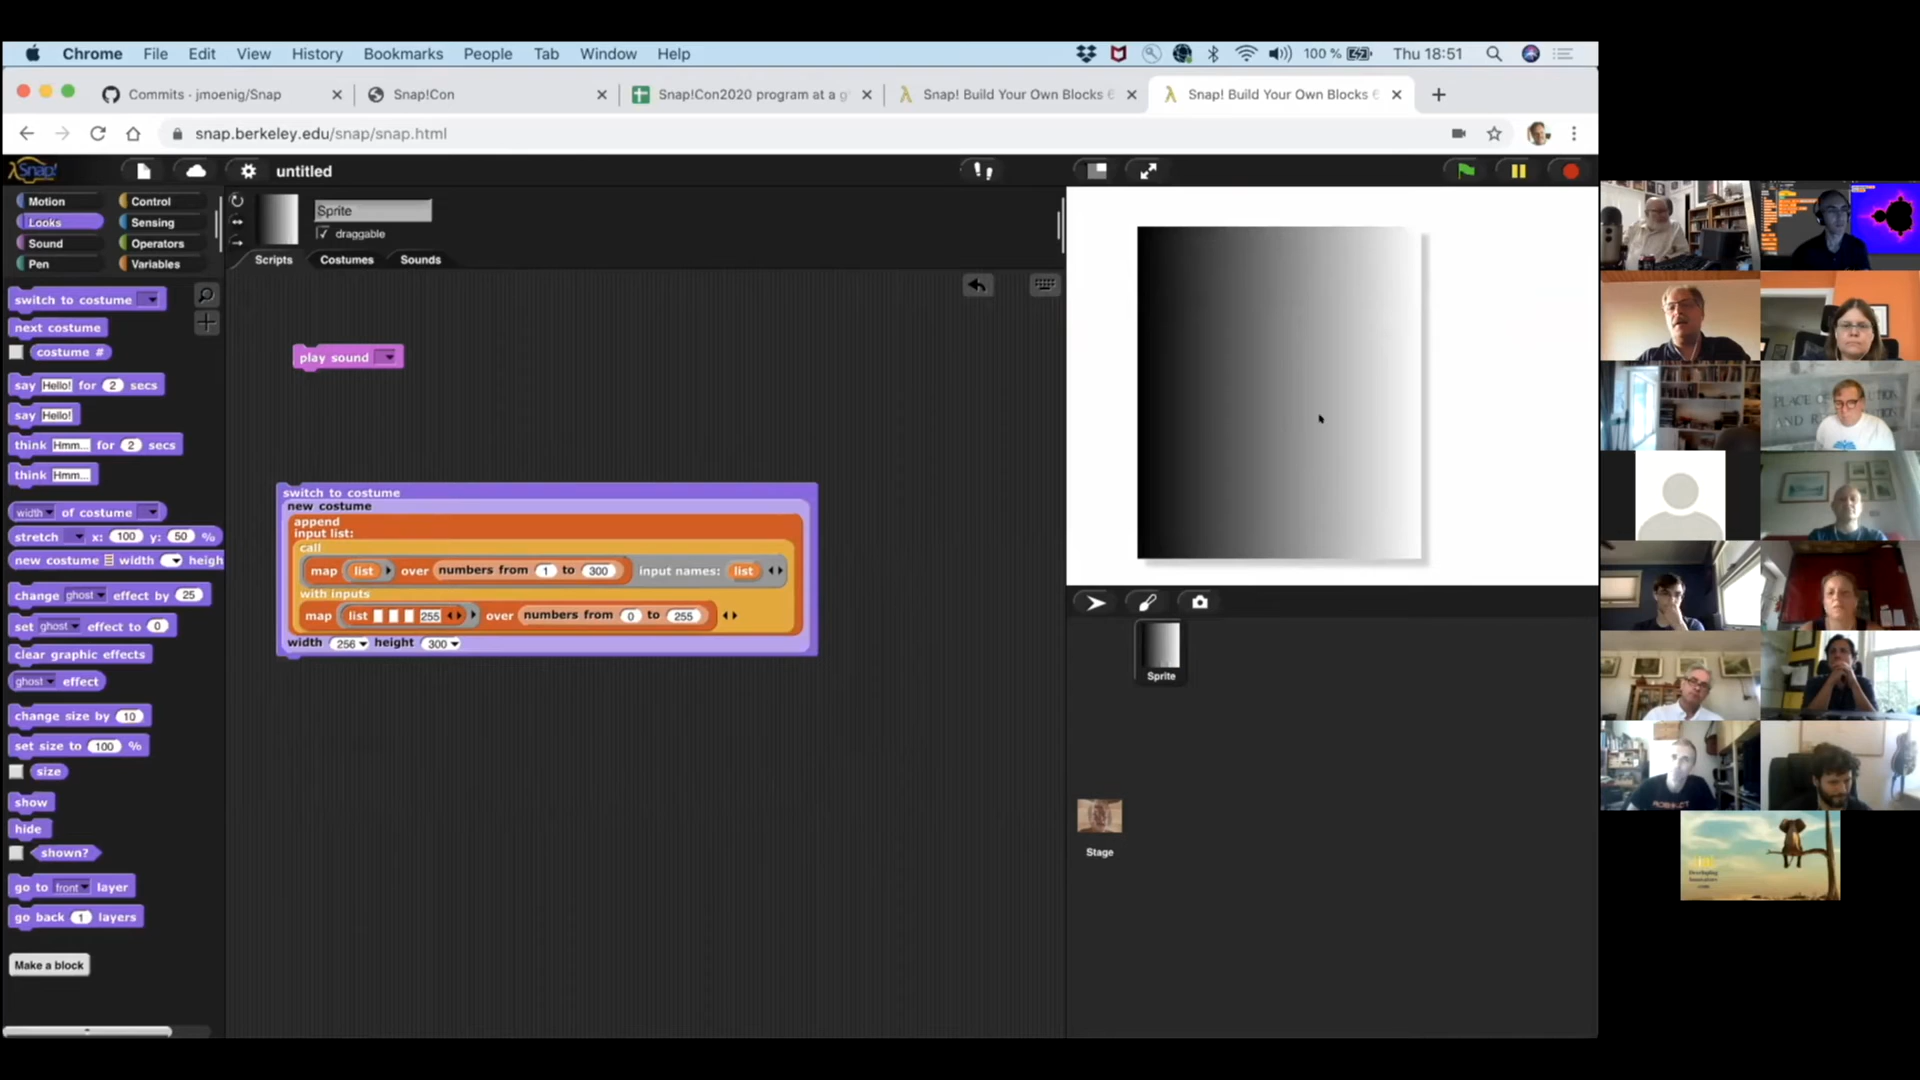 Chrome File Edit View History Bookmarks People Tab Window Help 100 % Thu 18:51
Commits - jmoenig/Snap Snap!Con Snap!Con2020 program at a g Snap! Build Your Own Blocks Snap! Build Your Own Blocks
snap.berkeley.edu/snap/snap.html
Snap! untitled
Motion Control
Looks Sensing
Sound Operators
Pen Variables
Sprite
draggable
Scripts Costumes Sounds
switch to costume
next costume
costume #
say Hello! for 2 secs
say Hello!
think Hmm... for 2 secs
think Hmm...
width of costume
stretch x: 100 y: 50 %
new costume width heigh
change ghost effect by 25
set ghost effect to 0
clear graphic effects
ghost effect
change size by 10
set size to 100 %
size
show
hide
shown?
go to front layer
go back 1 layers
Make a block
play sound
switch to costume
new costume
append
input list:
call
map list over numbers from 1 to 300 input names: list
with inputs
map list 255 over numbers from 0 to 255
width 256 height 300
Sprite
Stage
PLACE OF
AND R
Developing